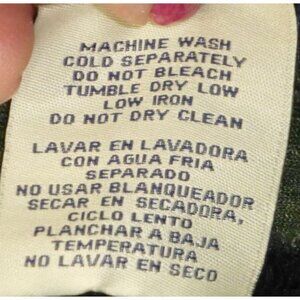 MACHINE WASH
COLD SEPARATELY
DO NOT BLEACH
TUMBLE DRY LOW
LOW IRON
DO NOT DRY CLEAN
LAVAR EN LAVADORA
CON AGUA FRIA
SEPARADO
NO USAR BLANQUEADOR
SECAR EN SECADORA,
CICLO LENTO
PLANCHAR A BAJA
TEMPERATURA
NO LAVAR EN SECO